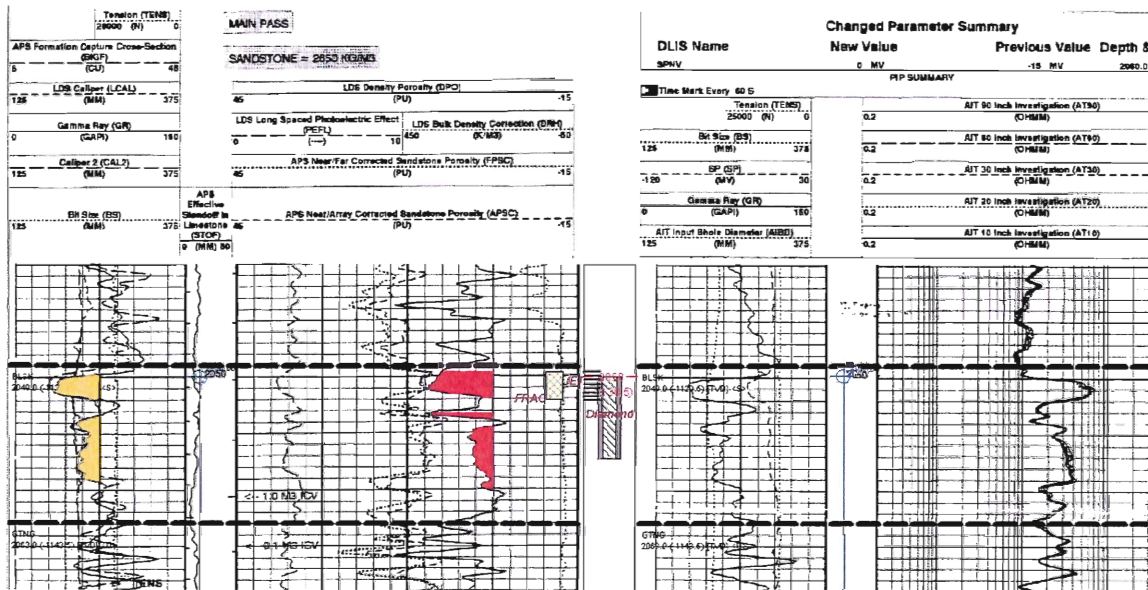 Tension (TENS)
25000 (N) 0
APS Formation Capture Cross-Section
(SIGF)
5 (CU) 45
LDS Caliper (LCAL)
125 (MM) 375
Gamma Ray (GR)
0 (GAPI) 150
Caliper 2 (CAL2)
125 (MM) 375
Bit Size (BS)
125 (MM) 375
APS
Effective
Standoff in
Limestone
(STOF)
0 (MM) 50
MAIN PASS
SANDSTONE = 2650 KG/M3
LDS Density Porosity (DPO)
45 (PU) -15
LDS Long Spaced Photoelectric Effect
(PEFL)
0 (----) 10
LDS Bulk Density Correction (DRH)
450 (K/M3) -50
APS Near/Far Corrected Sandstone Porosity (FPSC)
45 (PU) -15
APS Near/Array Corrected Sandstone Porosity (APSC)
45 (PU) -15
BLSK
2050
FRAC
Diamond
<-- 1.0 M3 ICV
<-- 0.1 M3 ICV
GTNG
TENS
Changed Parameter Summary
DLIS Name New Value Previous Value Depth &
SPNV 0 MV -15 MV 2080.0
PIP SUMMARY
Time Mark Every 60 S
Tension (TENS)
25000 (N) 0
Bit Size (BS)
125 (MM) 375
SP (SP)
-120 (MV) 30
Gamma Ray (GR)
0 (GAPI) 150
AIT Input Bhole Diameter (AIBD)
125 (MM) 375
AIT 90 Inch Investigation (AT90)
0.2 (OHMM)
AIT 60 Inch Investigation (AT60)
0.2 (OHMM)
AIT 30 Inch Investigation (AT30)
0.2 (OHMM)
AIT 20 Inch Investigation (AT20)
0.2 (OHMM)
AIT 10 Inch Investigation (AT10)
0.2 (OHMM)
BLSK
2050
GTNG